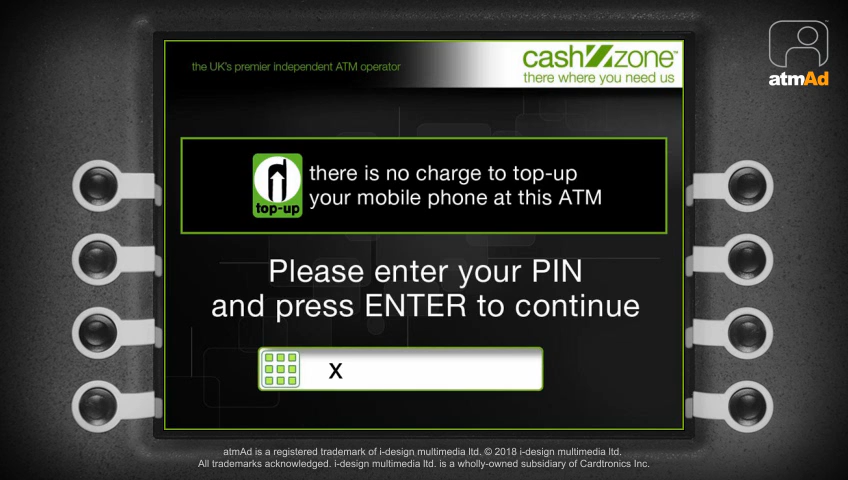 the UK's premier independent ATM operator
cash zone™
there where you need us
atmAd
there is no charge to top-up
your mobile phone at this ATM
top-up
Please enter your PIN
and press ENTER to continue
X
atmAd is a registered trademark of i-design multimedia ltd. © 2018 i-design multimedia ltd.
All trademarks acknowledged. i-design multimedia ltd. is a wholly-owned subsidiary of Cardtronics Inc.